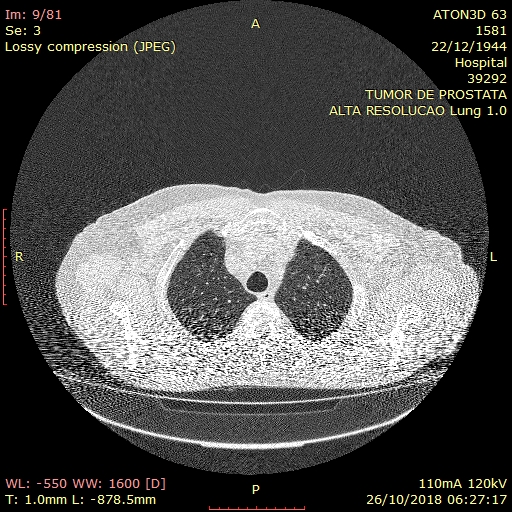 Im: 9/81
Se: 3
Lossy compression (JPEG)
ATON3D 63
1581
22/12/1944
Hospital
39292
TUMOR DE PROSTATA
ALTA RESOLUCAO Lung 1.0
A
R
L
P
WL: -550 WW: 1600 [D]
T: 1.0mm L: -878.5mm
110mA 120kV
26/10/2018 06:27:17